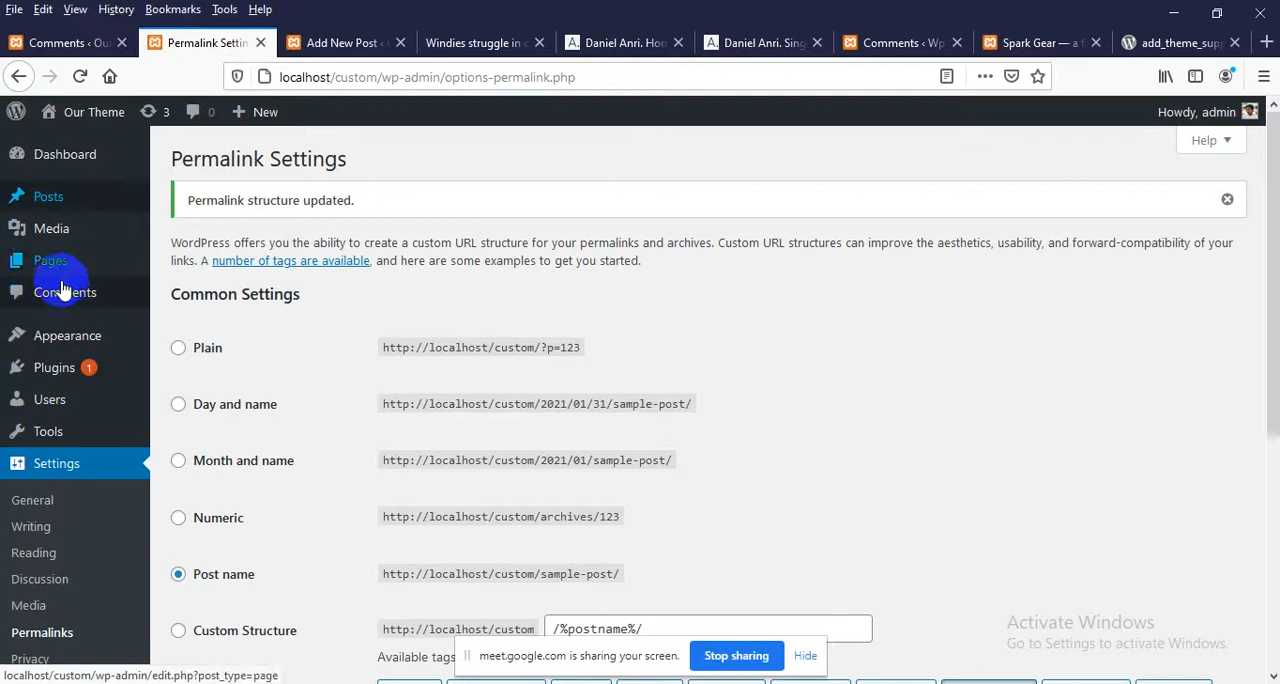 File Edit View History Bookmarks Tools Help
Comments ‹ Our Permalink Settin Add New Post ‹ Windies struggle in c Daniel Anri. Hon Daniel Anri. Sing Comments ‹ Wp Spark Gear — a f add_theme_supp
localhost/custom/wp-admin/options-permalink.php
Our Theme 3 0 New Howdy, admin
Help
Dashboard
Posts
Media
Pages
Comments
Appearance
Plugins 1
Users
Tools
Settings
General
Writing
Reading
Discussion
Media
Permalinks
Privacy
Permalink Settings
Permalink structure updated.
WordPress offers you the ability to create a custom URL structure for your permalinks and archives. Custom URL structures can improve the aesthetics, usability, and forward-compatibility of your
links. A number of tags are available, and here are some examples to get you started.
Common Settings
Plain http://localhost/custom/?p=123
Day and name http://localhost/custom/2021/01/31/sample-post/
Month and name http://localhost/custom/2021/01/sample-post/
Numeric http://localhost/custom/archives/123
Post name http://localhost/custom/sample-post/
Custom Structure http://localhost/custom /%postname%/
Available tags
meet.google.com is sharing your screen. Stop sharing Hide
Activate Windows
Go to Settings to activate Windows.
localhost/custom/wp-admin/edit.php?post_type=page